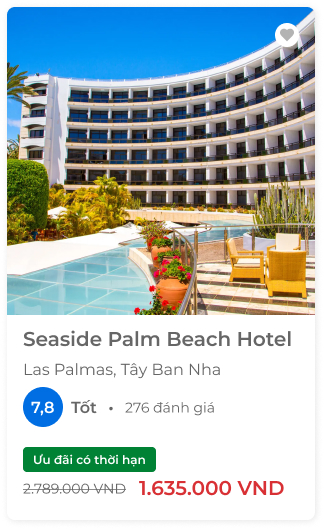 Seaside Palm Beach Hotel
Las Palmas, Tây Ban Nha
7,8 Tốt • 276 đánh giá
Ưu đãi có thời hạn
2.789.000 VND 1.635.000 VND